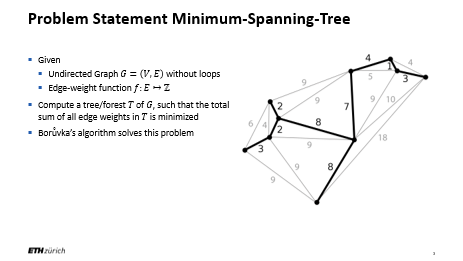 Problem Statement Minimum-Spanning-Tree
▪ Given
▪ Undirected Graph G = (V, E) without loops
▪ Edge-weight function f: E ↦ ℤ
▪ Compute a tree/forest T of G, such that the total
sum of all edge weights in T is minimized
▪ Borůvka's algorithm solves this problem
4
4
1
5
3
9
2
9
7
9
10
6
4
8
2
18
3
9
9
8
9
ETH zürich
3